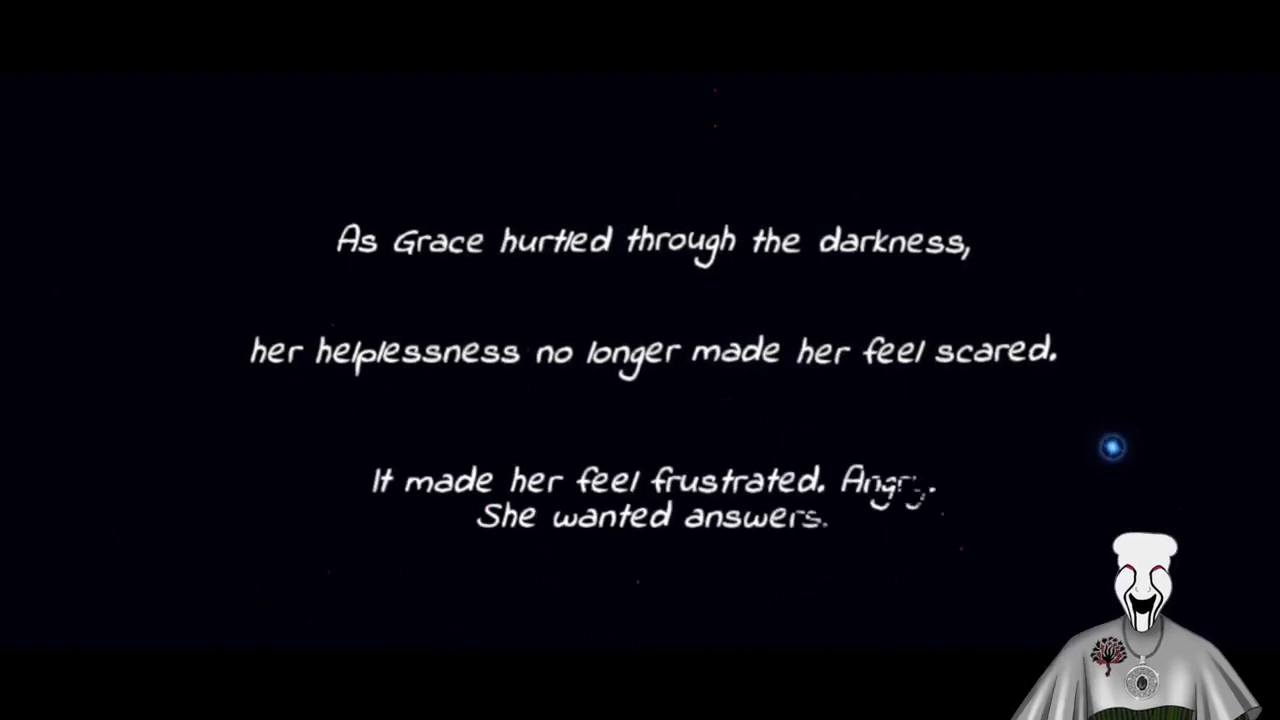 As Grace hurtled through the darkness,
her helplessness no longer made her feel scared.
It made her feel frustrated. Angry.
She wanted answers.